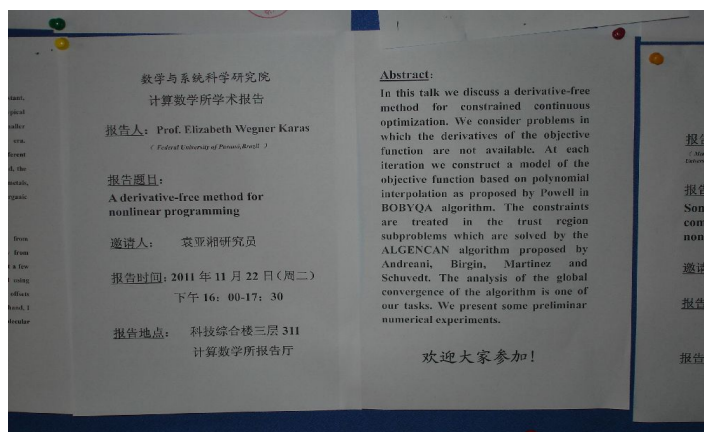 数学与系统科学研究院
计算数学所学术报告
报告人：Prof. Elizabeth Wegner Karas
( Federal University of Paraná,Brazil )
报告题目：
A derivative-free method for
nonlinear programming
邀请人： 袁亚湘研究员
报告时间：2011 年 11 月 22 日(周二)
下午 16：00-17：30
报告地点： 科技综合楼三层 311
计算数学所报告厅
Abstract:
In this talk we discuss a derivative-free
method for constrained continuous
optimization. We consider problems in
which the derivatives of the objective
function are not available. At each
iteration we construct a model of the
objective function based on polynomial
interpolation as proposed by Powell in
BOBYQA algorithm. The constraints
are treated in the trust region
subproblems which are solved by the
ALGENCAN algorithm proposed by
Andreani, Birgin, Martinez and
Schuvedt. The analysis of the global
convergence of the algorithm is one of
our tasks. We present some preliminar
numerical experiments.
欢迎大家参加！
from
from
t a few
using
offsets